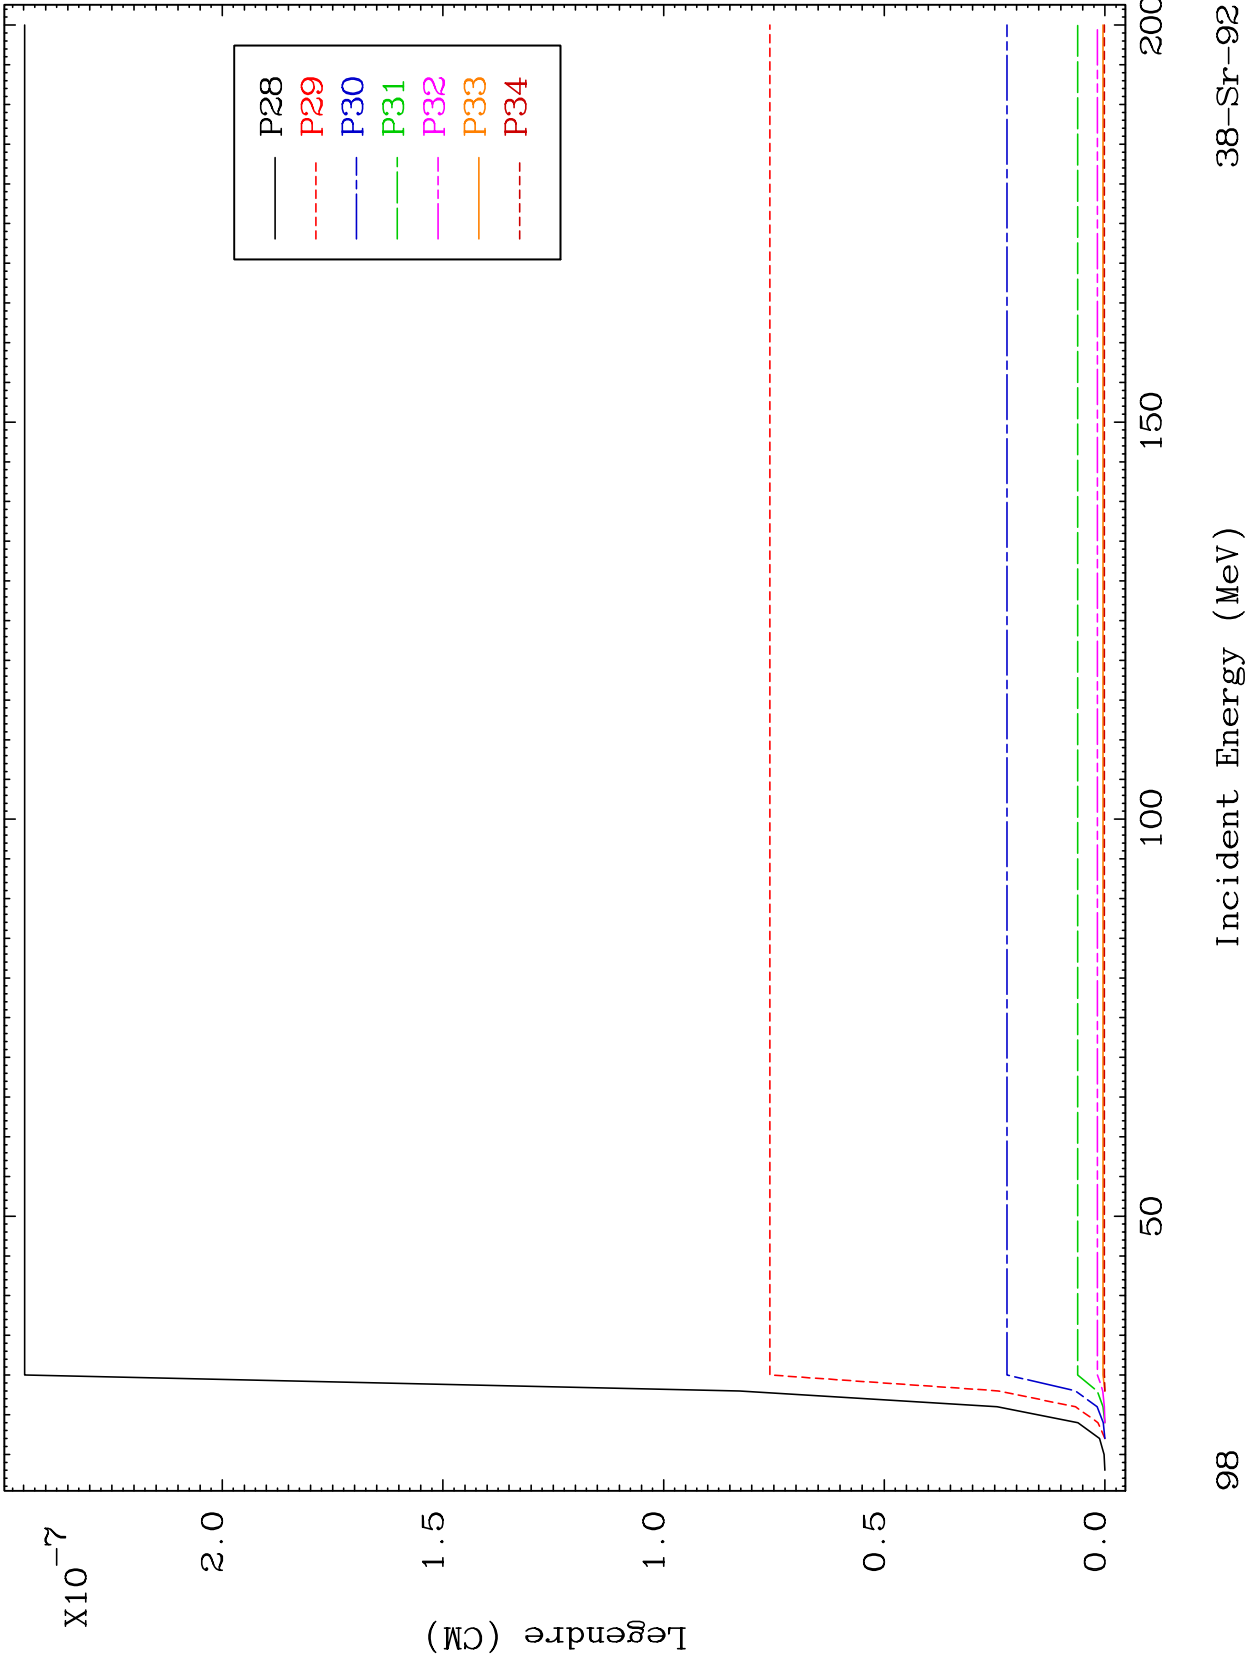 X10-7
2.0
1.5
1.0
0.5
0.0
Legendre (CM)
P28
P29
P30
P31
P32
P33
P34
50
100
150
200
Incident Energy (MeV)
98
38-Sr-92